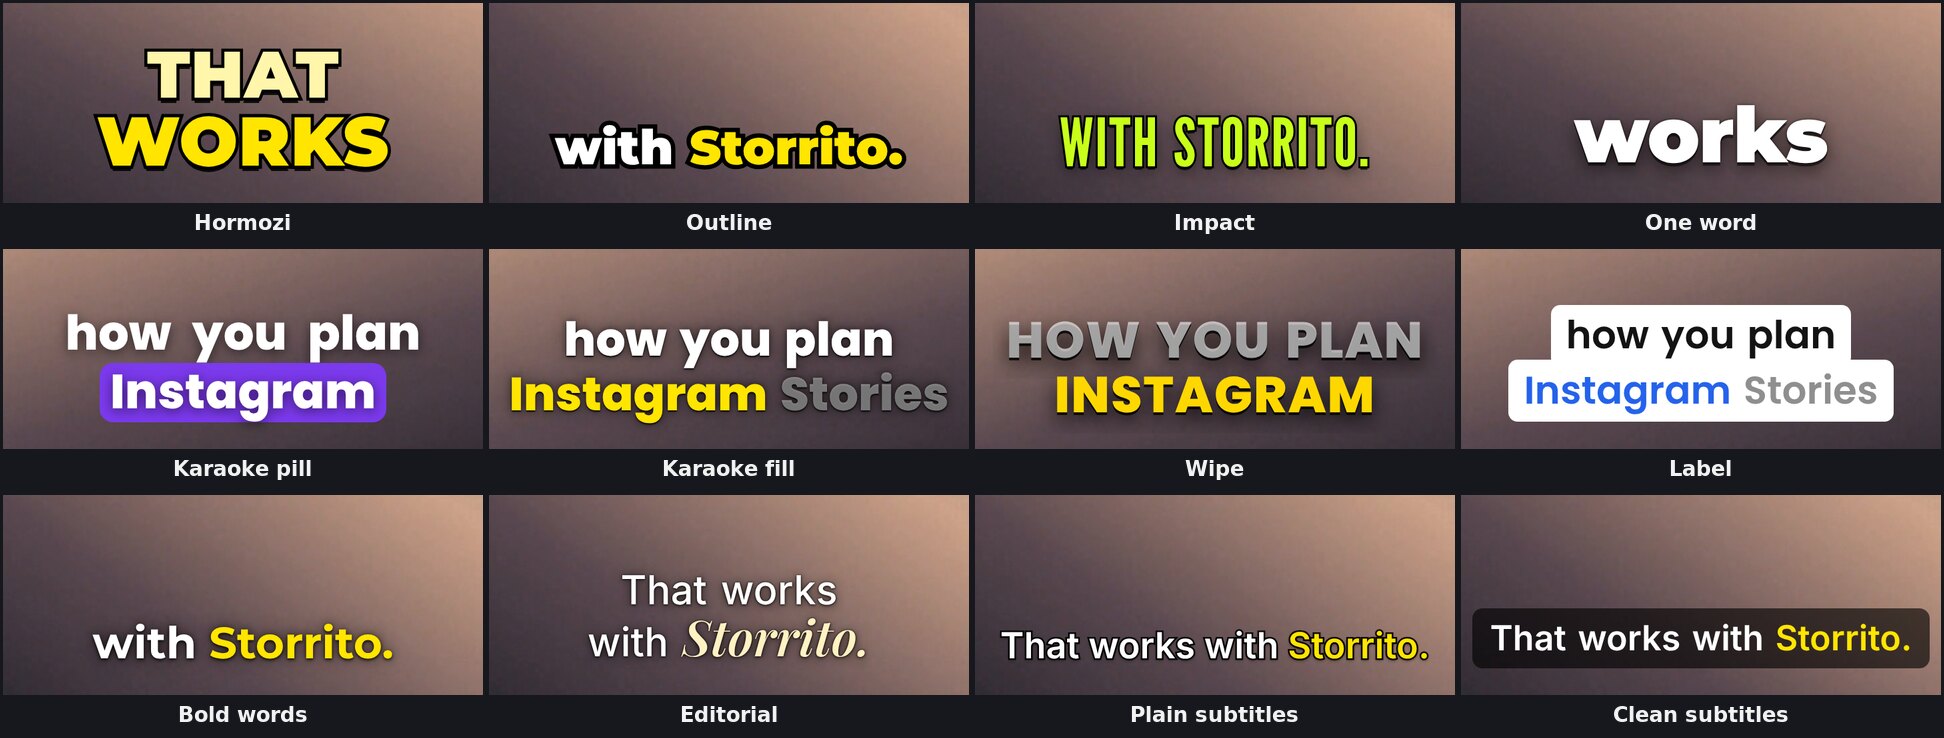 THAT
WORKS
Hormozi
with Storrito.
Outline
WITH STORRITO.
Impact
works
One word
how you plan
Instagram
Karaoke pill
how you plan
Instagram Stories
Karaoke fill
HOW YOU PLAN
INSTAGRAM
Wipe
how you plan
Instagram Stories
Label
with Storrito.
Bold words
That works
with Storrito.
Editorial
That works with Storrito.
Plain subtitles
That works with Storrito.
Clean subtitles